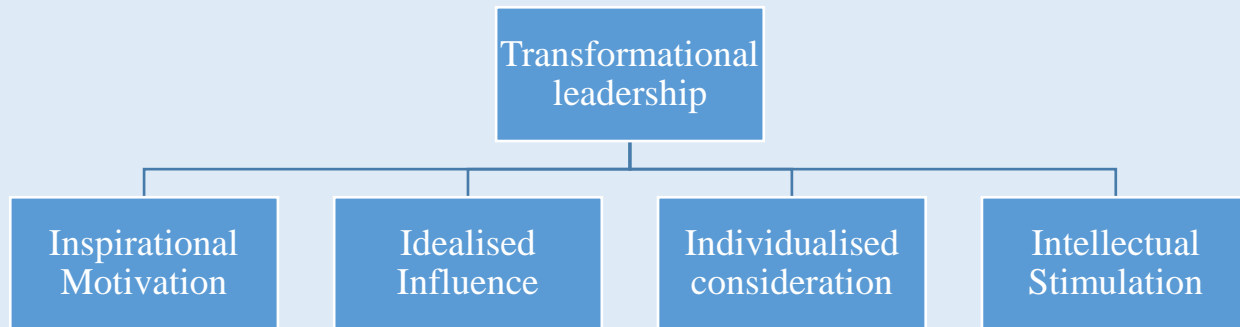 Transformational
leadership
Inspirational
Motivation
Idealised
Influence
Individualised
consideration
Intellectual
Stimulation